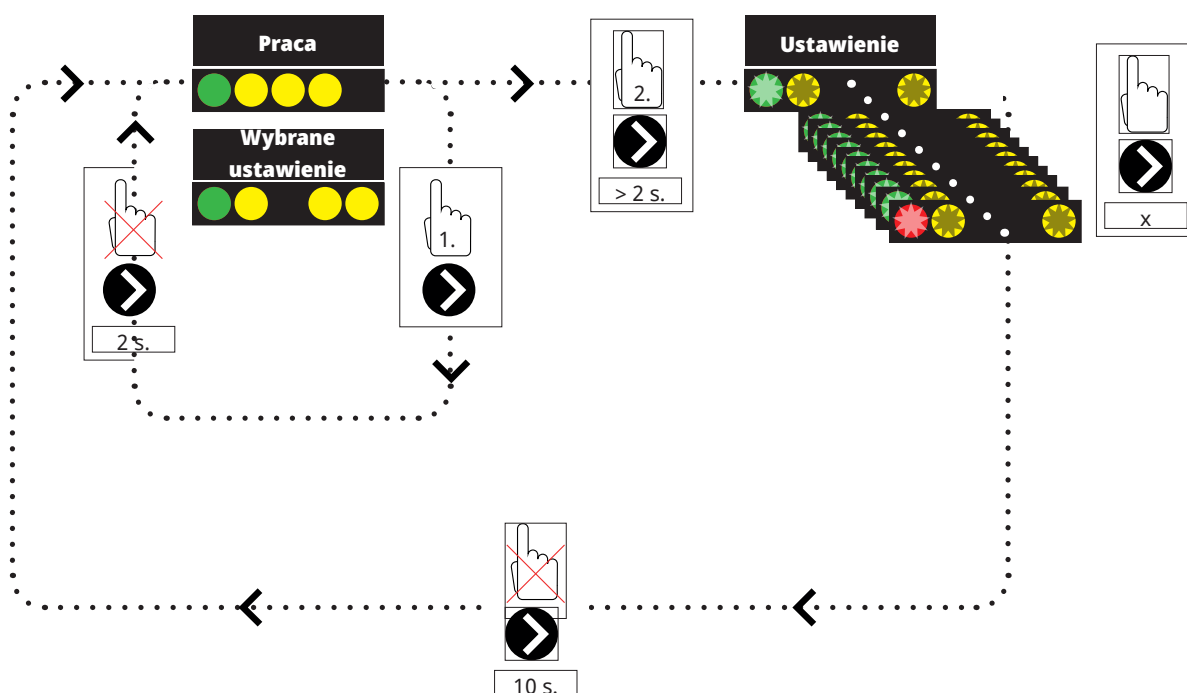 Praca
Ustawienie
2.
Wybrane
ustawienie
> 2 s.
x
1.
2 s.
10 s.